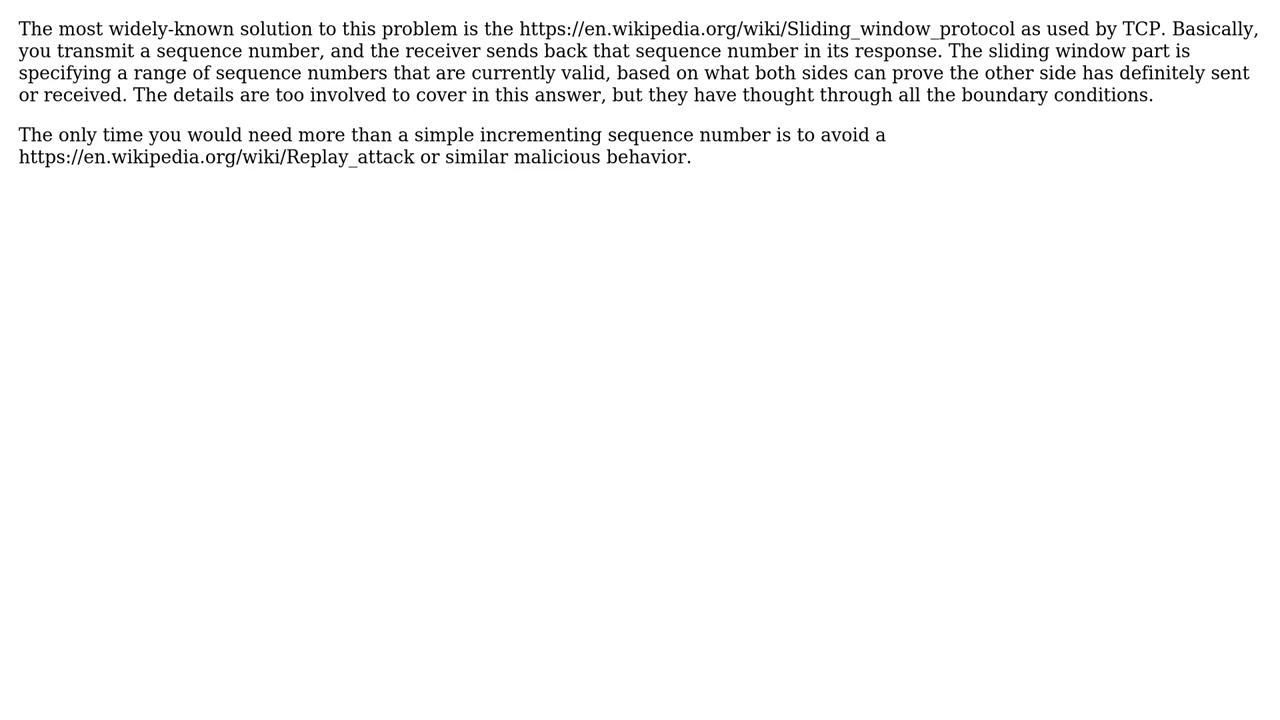 The most widely-known solution to this problem is the https://en.wikipedia.org/wiki/Sliding_window_protocol as used by TCP. Basically,
you transmit a sequence number, and the receiver sends back that sequence number in its response. The sliding window part is
specifying a range of sequence numbers that are currently valid, based on what both sides can prove the other side has definitely sent
or received. The details are too involved to cover in this answer, but they have thought through all the boundary conditions.
The only time you would need more than a simple incrementing sequence number is to avoid a
https://en.wikipedia.org/wiki/Replay_attack or similar malicious behavior.